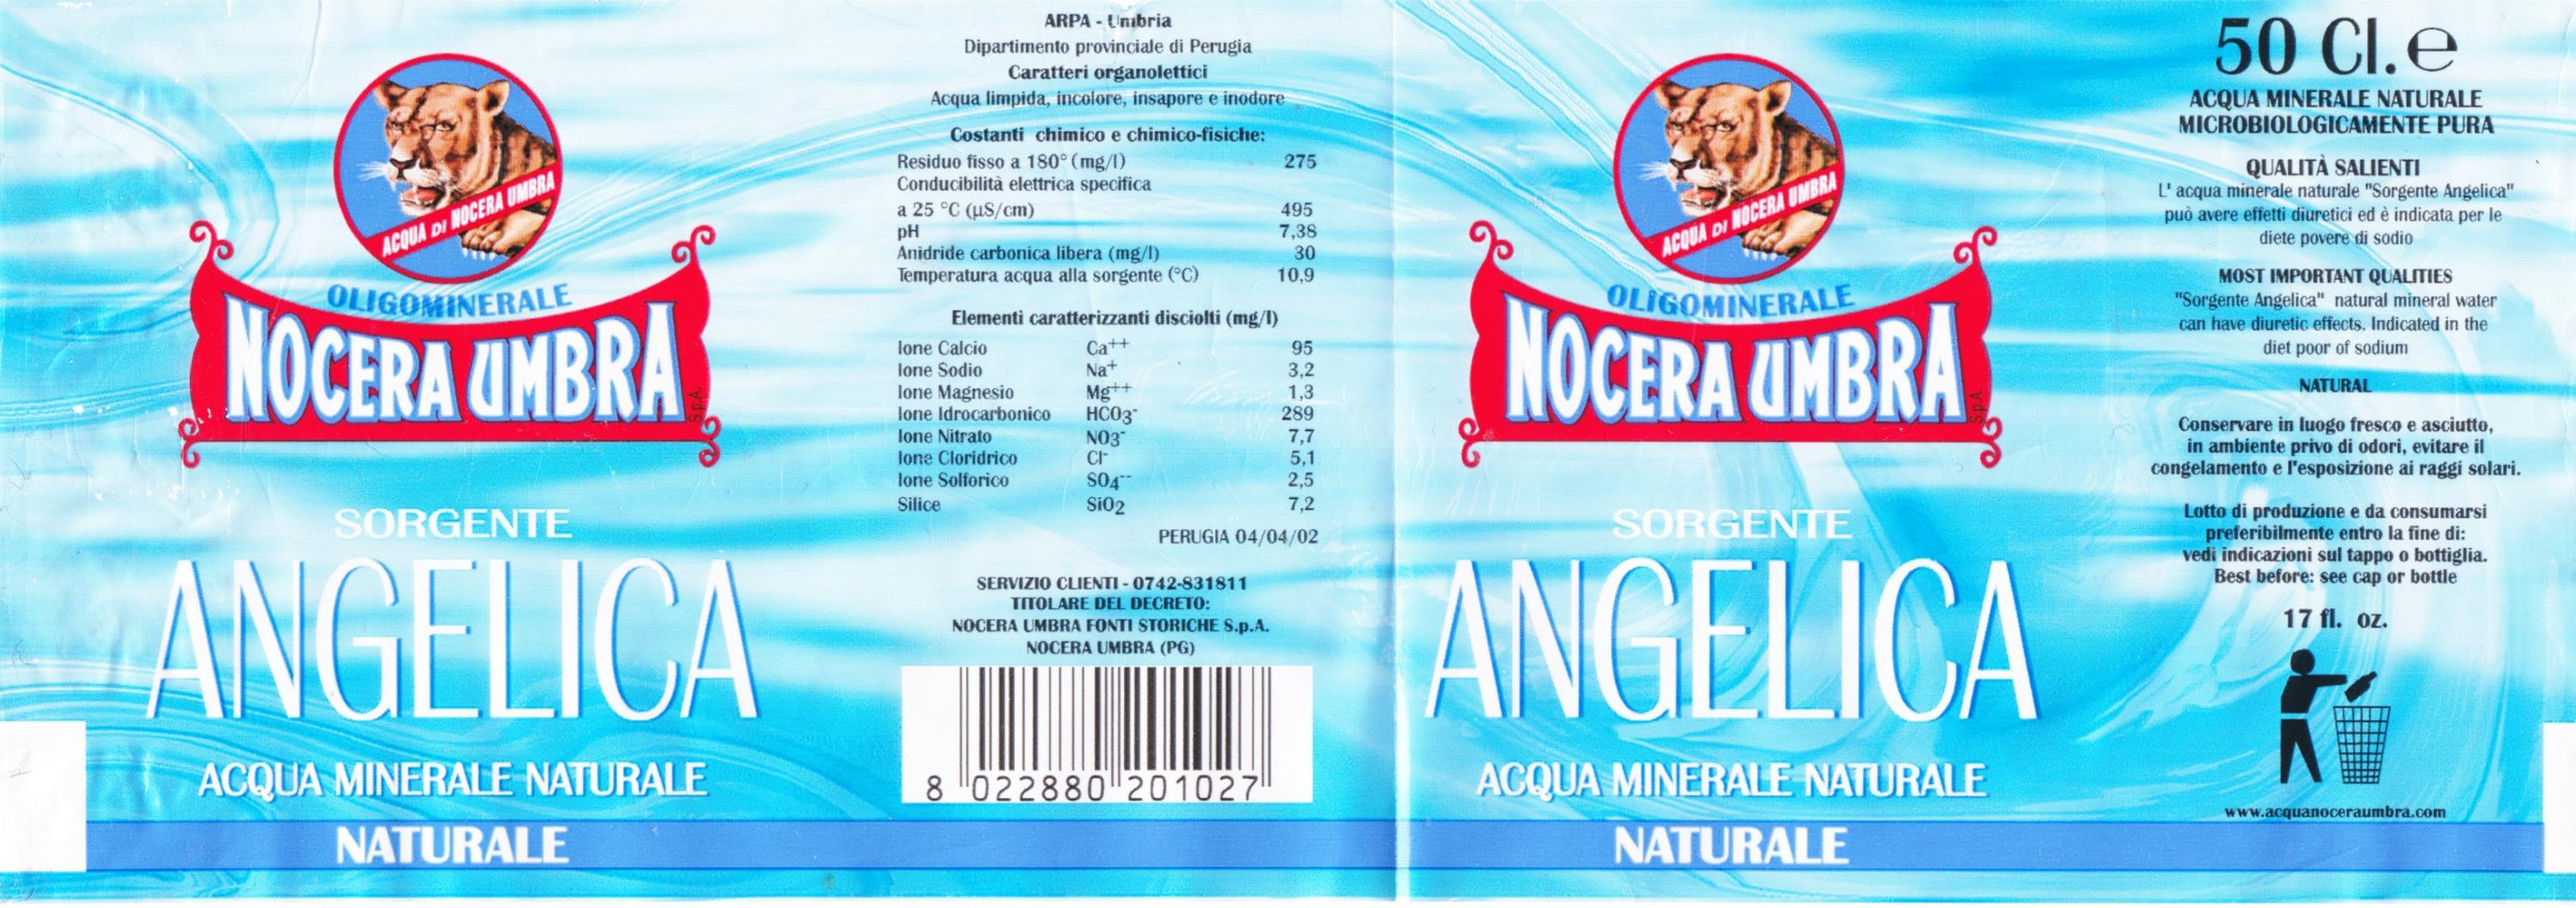 ACQUA DI NOCERA UMBRA
OLIGOMINERALE
NOCERA UMBRA
S.p.A.
SORGENTE
ANGELICA
ACQUA MINERALE NATURALE
NATURALE
ARPA - Umbria
Dipartimento provinciale di Perugia
Caratteri organolettici
Acqua limpida, incolore, insapore e inodore
Costanti chimico e chimico-fisiche:
Residuo fisso a 180° (mg/l) 275
Conducibilità elettrica specifica
a 25 °C (µS/cm) 495
pH 7,38
Anidride carbonica libera (mg/l) 30
Temperatura acqua alla sorgente (°C) 10,9
Elementi caratterizzanti disciolti (mg/l)
Ione Calcio Ca++ 95
Ione Sodio Na+ 3,2
Ione Magnesio Mg++ 1,3
Ione Idrocarbonico HCO3- 289
Ione Nitrato NO3- 7,7
Ione Cloridrico Cl- 5,1
Ione Solforico SO4-- 2,5
Silice SiO2 7,2
PERUGIA 04/04/02
SERVIZIO CLIENTI - 0742-831811
TITOLARE DEL DECRETO:
NOCERA UMBRA FONTI STORICHE S.p.A.
NOCERA UMBRA (PG)
8 022880 201027
ACQUA DI NOCERA UMBRA
OLIGOMINERALE
NOCERA UMBRA
S.p.A.
SORGENTE
ANGELICA
ACQUA MINERALE NATURALE
NATURALE
50 Cl. e
ACQUA MINERALE NATURALE
MICROBIOLOGICAMENTE PURA
QUALITÀ SALIENTI
L' acqua minerale naturale "Sorgente Angelica"
può avere effetti diuretici ed è indicata per le
diete povere di sodio
MOST IMPORTANT QUALITIES
"Sorgente Angelica" natural mineral water
can have diuretic effects. Indicated in the
diet poor of sodium
NATURAL
Conservare in luogo fresco e asciutto,
in ambiente privo di odori, evitare il
congelamento e l'esposizione ai raggi solari.
Lotto di produzione e da consumarsi
preferibilmente entro la fine di:
vedi indicazioni sul tappo o bottiglia.
Best before: see cap or bottle
17 fl. oz.
www.acquanoceraumbra.com